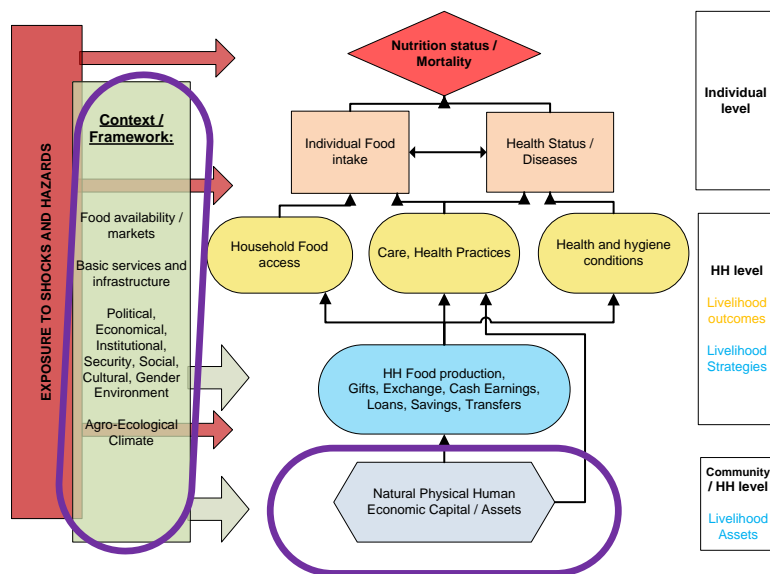 EXPOSURE TO SHOCKS AND HAZARDS
Context /
Framework:
Food availability /
markets
Basic services and
infrastructure
Political,
Economical,
Institutional,
Security, Social,
Cultural, Gender
Environment
Agro-Ecological
Climate
Nutrition status /
Mortality
Individual Food
intake
Health Status /
Diseases
Household Food
access
Care, Health Practices
Health and hygiene
conditions
HH Food production,
Gifts, Exchange, Cash Earnings,
Loans, Savings, Transfers
Natural Physical Human
Economic Capital / Assets
Individual
level
HH level
Livelihood
outcomes
Livelihood
Strategies
Community
/ HH level
Livelihood
Assets